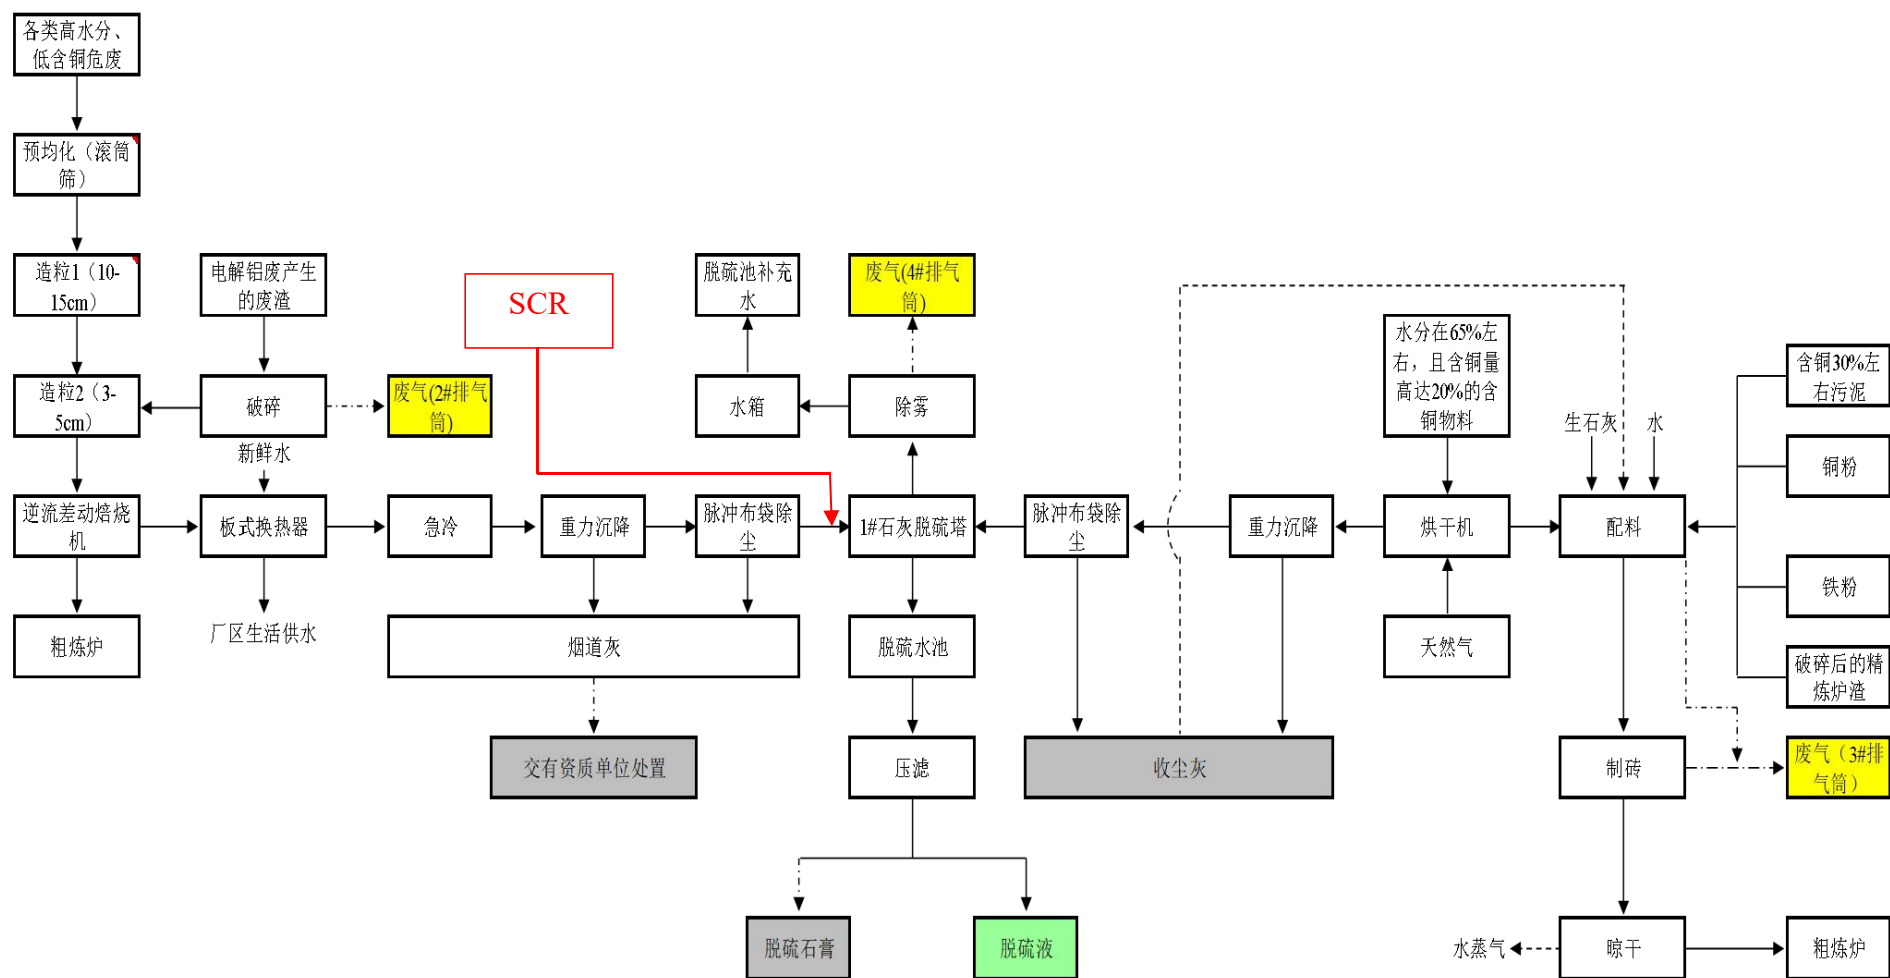 各类高水分、
低含铜危废
预均化（滚筒
筛）
造粒1（10-
15cm）
电解铝废产生
的废渣
SCR
脱硫池补充
水
废气(4#排气
筒)
水分在65%左
右，且含铜量
高达20%的含
铜物料
含铜30%左
右污泥
造粒2（3-
5cm）
破碎
废气(2#排气
筒)
水箱
除雾
生石灰
水
新鲜水
铜粉
逆流差动焙烧
机
板式换热器
急冷
重力沉降
脉冲布袋除
尘
1#石灰脱硫塔
脉冲布袋除
尘
重力沉降
烘干机
配料
铁粉
粗炼炉
厂区生活供水
烟道灰
脱硫水池
天然气
破碎后的精
炼炉渣
交有资质单位处置
压滤
收尘灰
制砖
废气（3#排
气筒）
脱硫石膏
脱硫液
水蒸气
晾干
粗炼炉